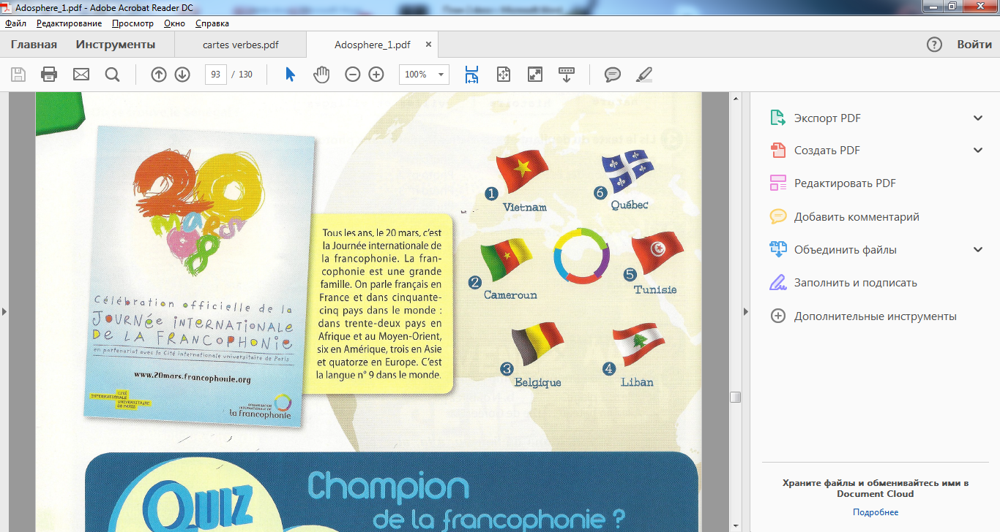 Adosphere_1.pdf - Adobe Acrobat Reader DC
Файл Редактирование Просмотр Окно Справка
Главная Инструменты cartes verbes.pdf Adosphere_1.pdf × ? Войти
93 / 130 100%
20
MARS
08
Célébration officielle de la
JOURNÉE INTERNATIONALE
DE LA FRANCOPHONIE
en partenariat avec la Cité internationale universitaire de Paris
www.20mars.francophonie.org
CITÉ
INTERNATIONALE
UNIVERSITAIRE
DE PARIS
ORGANISATION
INTERNATIONALE DE
la francophonie
Tous les ans, le 20 mars, c'est
la Journée internationale de
la francophonie. La fran-
cophonie est une grande
famille. On parle français en
France et dans cinquante-
cinq pays dans le monde :
dans trente-deux pays en
Afrique et au Moyen-Orient,
six en Amérique, trois en Asie
et quatorze en Europe. C'est
la langue n° 9 dans le monde.
1 Vietnam
6 Québec
2 Cameroun
5 Tunisie
3 Belgique
4 Liban
QUIZ
Champion
de la francophonie ?
Экспорт PDF
Создать PDF
Редактировать PDF
Добавить комментарий
Объединить файлы
Заполнить и подписать
Дополнительные инструменты
Храните файлы и обменивайтесь ими в
Document Cloud
Подробнее